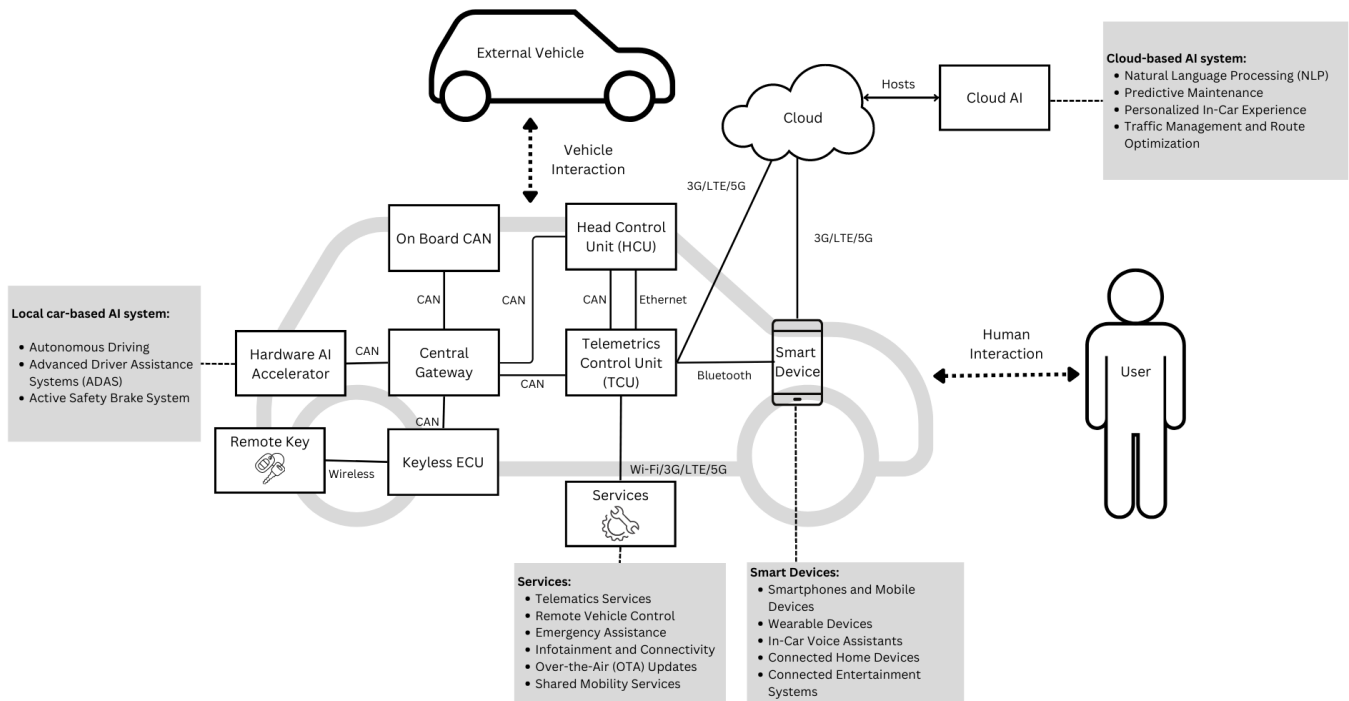 External Vehicle
Vehicle
Interaction
Cloud
Hosts
Cloud AI
Cloud-based AI system:
• Natural Language Processing (NLP)
• Predictive Maintenance
• Personalized In-Car Experience
• Traffic Management and Route
Optimization
3G/LTE/5G
3G/LTE/5G
On Board CAN
Head Control
Unit (HCU)
CAN
CAN
CAN
Ethernet
Local car-based AI system:
• Autonomous Driving
• Advanced Driver Assistance
Systems (ADAS)
• Active Safety Brake System
Hardware AI
Accelerator
CAN
Central
Gateway
CAN
Telemetrics
Control Unit
(TCU)
Bluetooth
Smart
Device
Human
Interaction
User
CAN
Remote Key
Wireless
Keyless ECU
Wi-Fi/3G/LTE/5G
Services
Services:
• Telematics Services
• Remote Vehicle Control
• Emergency Assistance
• Infotainment and Connectivity
• Over-the-Air (OTA) Updates
• Shared Mobility Services
Smart Devices:
• Smartphones and Mobile
Devices
• Wearable Devices
• In-Car Voice Assistants
• Connected Home Devices
• Connected Entertainment
Systems